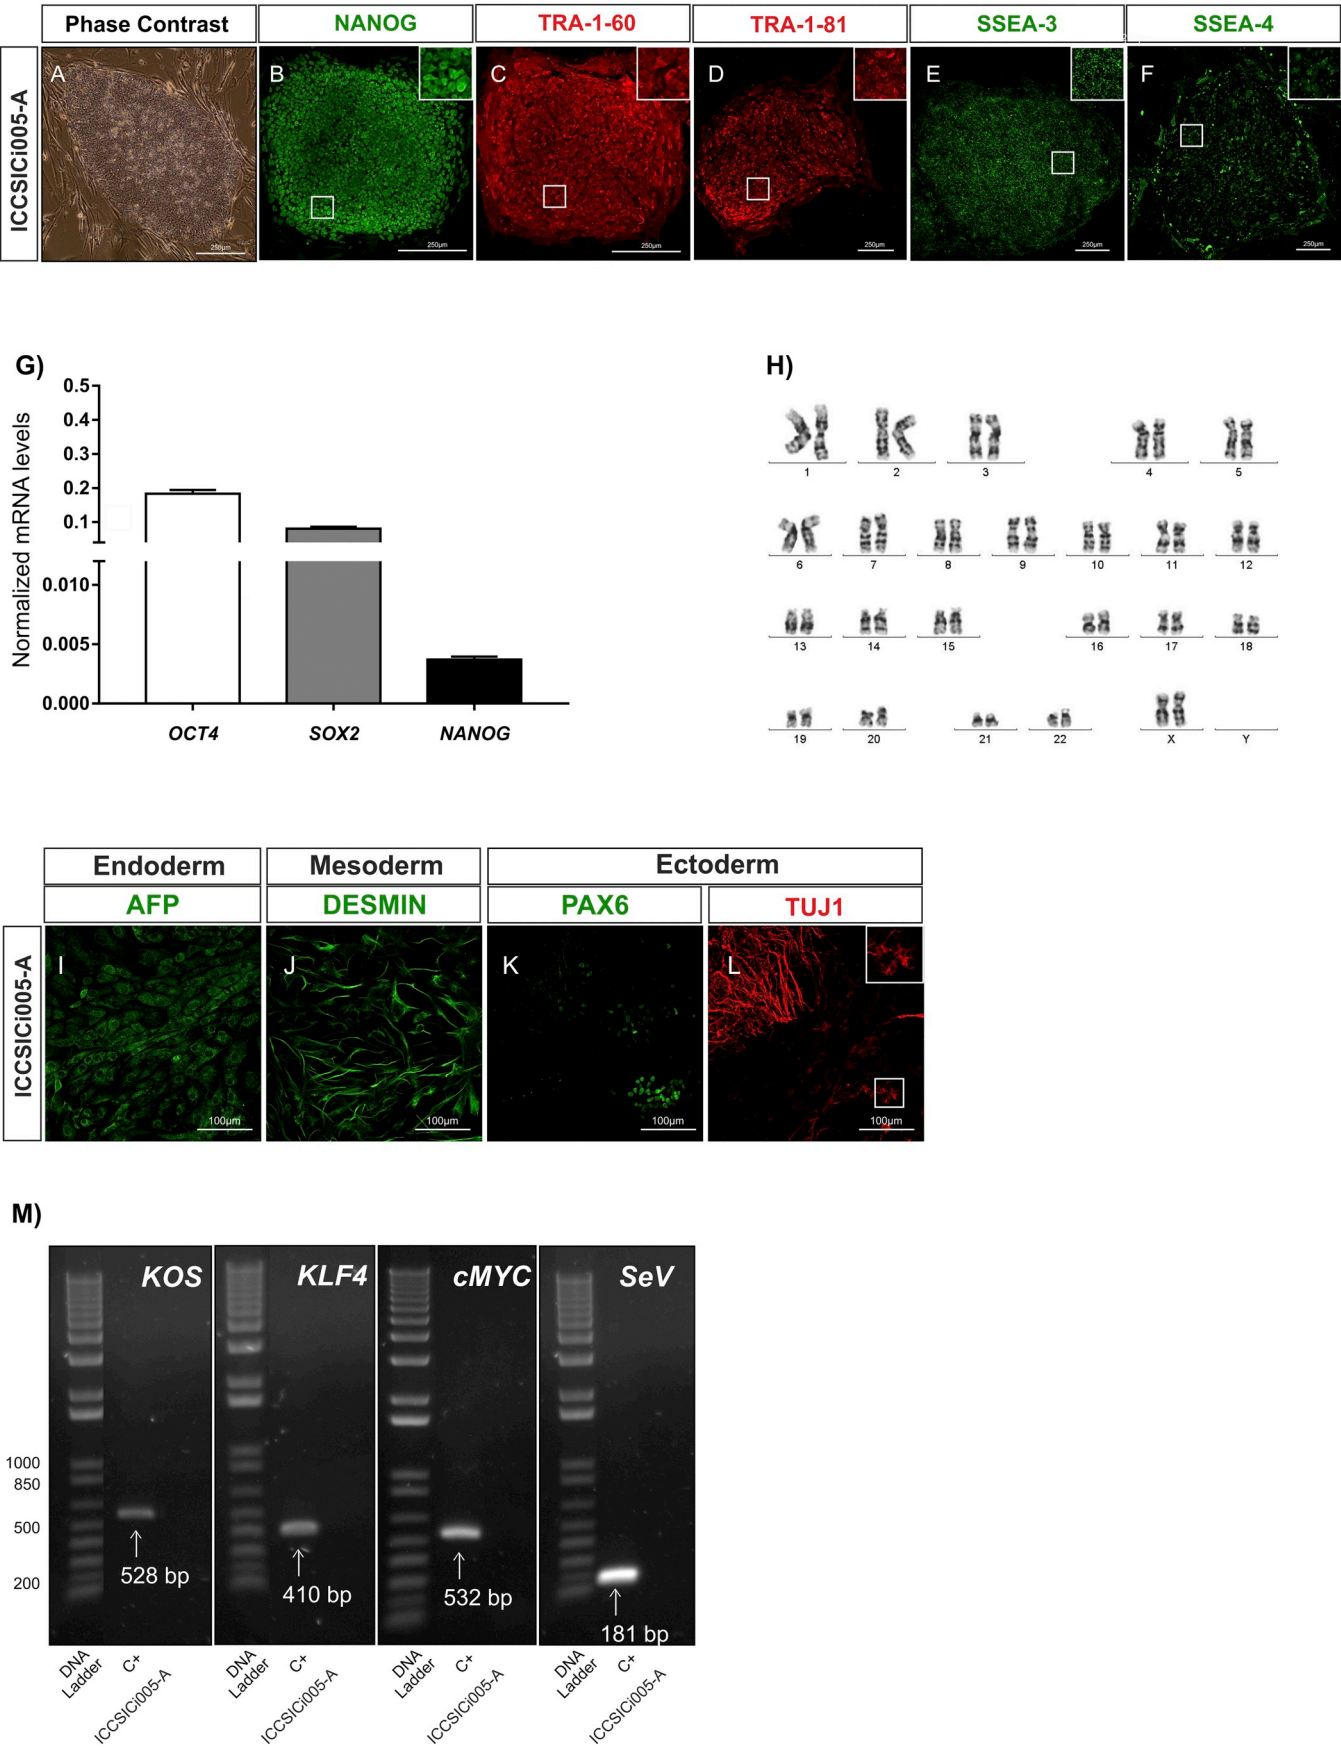 Phase Contrast NANOG TRA-1-60 TRA-1-81 SSEA-3 SSEA-4
ICCSICi005-A
A B C D E F
250µm 250µm 250µm 250µm 250µm 250µm
G)
Normalized mRNA levels
0.5
0.4
0.3
0.2
0.1
0.010
0.005
0.000
OCT4 SOX2 NANOG
H)
1 2 3 4 5
6 7 8 9 10 11 12
13 14 15 16 17 18
19 20 21 22 X Y
Endoderm Mesoderm Ectoderm
AFP DESMIN PAX6 TUJ1
ICCSICi005-A
I J K L
100µm 100µm 100µm 100µm
M)
KOS KLF4 cMYC SeV
1000
850
500
200
528 bp 410 bp 532 bp 181 bp
DNA Ladder C+ ICCSICi005-A
DNA Ladder C+ ICCSICi005-A
DNA Ladder C+ ICCSICi005-A
DNA Ladder C+ ICCSICi005-A